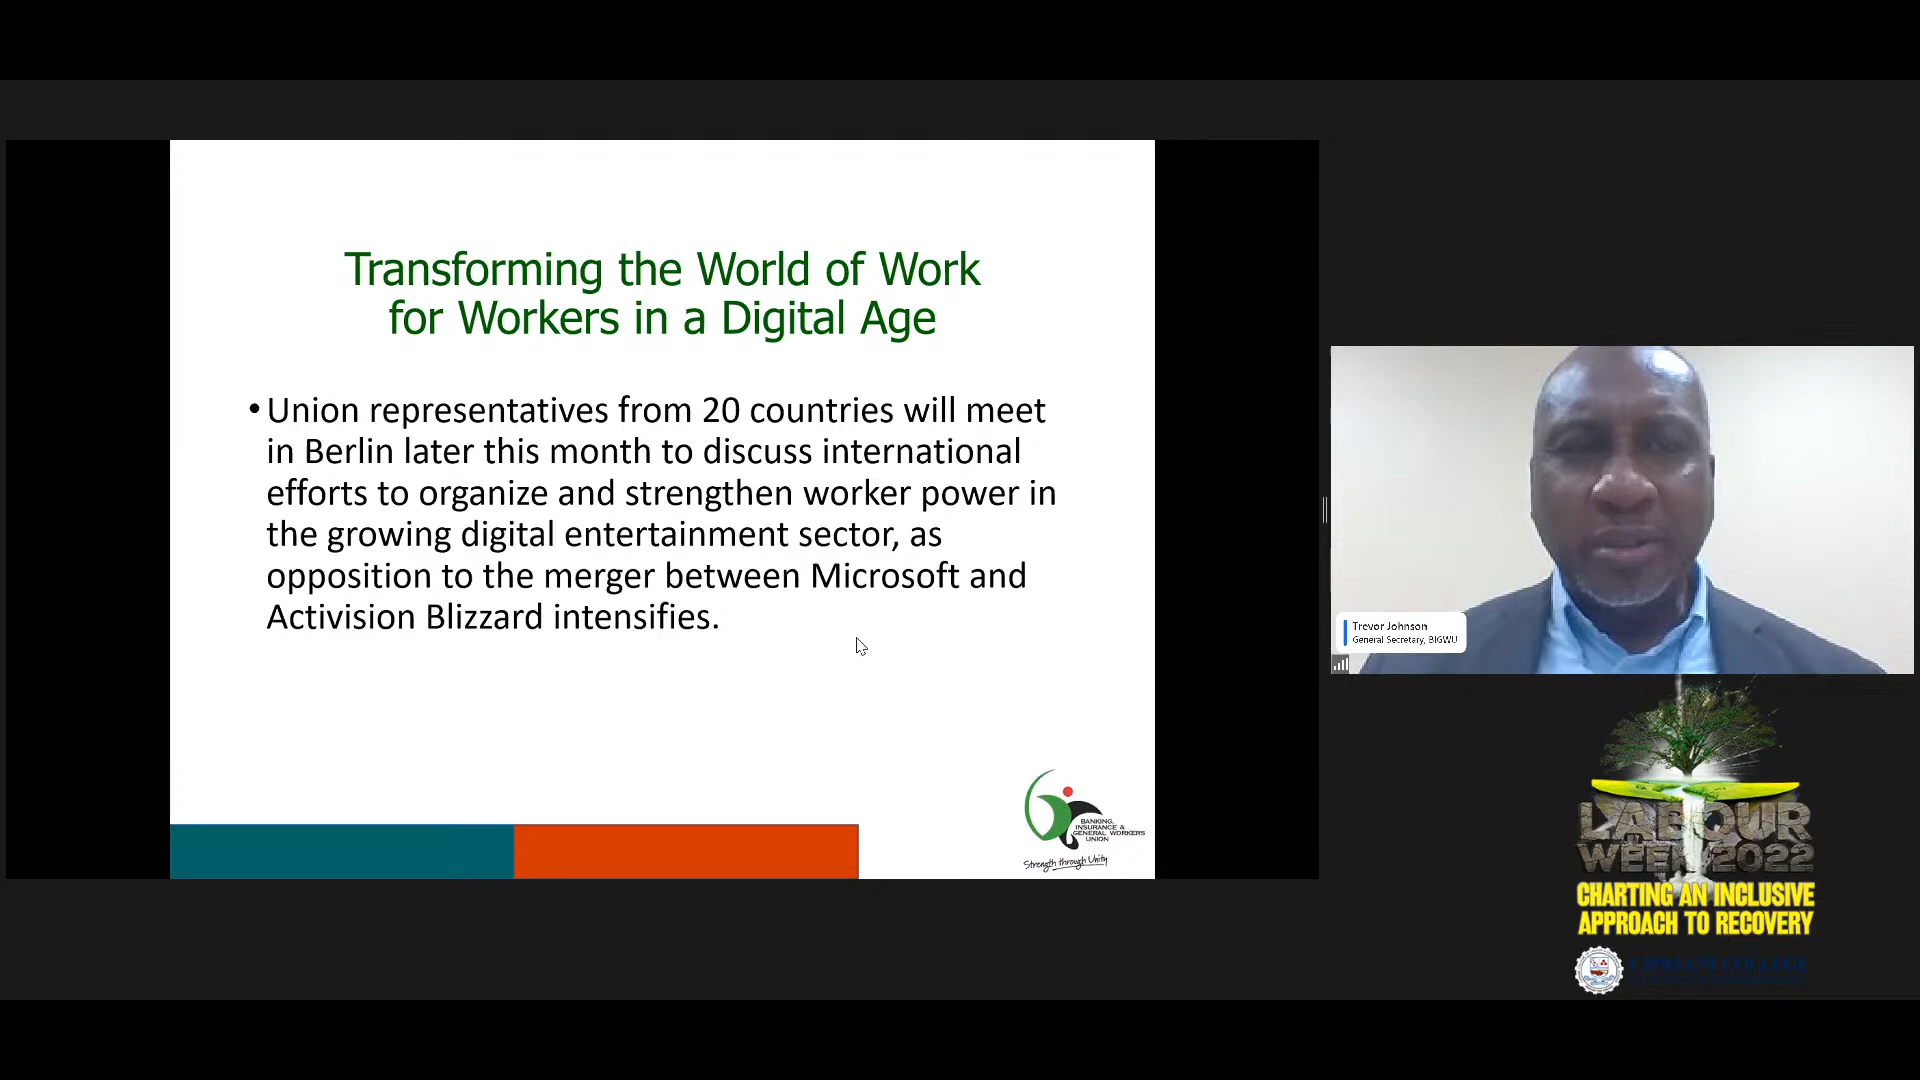 Transforming the World of Work
for Workers in a Digital Age
•Union representatives from 20 countries will meet
in Berlin later this month to discuss international
efforts to organize and strengthen worker power in
the growing digital entertainment sector, as
opposition to the merger between Microsoft and
Activision Blizzard intensifies.
BANKING,
INSURANCE &
GENERAL WORKERS
UNION
Strength through Unity
Trevor Johnson
General Secretary, BIGWU
LABOUR
WEEK 2022
CHARTING AN INCLUSIVE
APPROACH TO RECOVERY